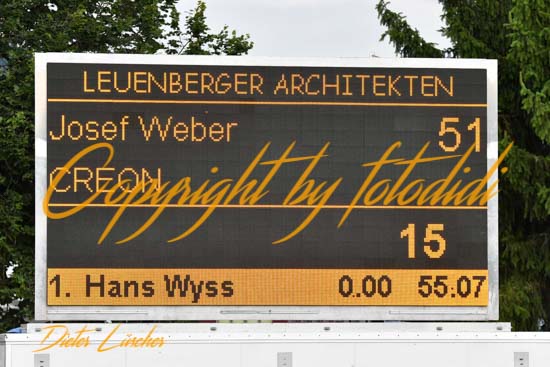 LEUENBERGER ARCHITEKTEN
Josef Weber 51
CREON
Copyright by fotodidi
15
1. Hans Wyss 0.00 55.07
Dieter Lüscher